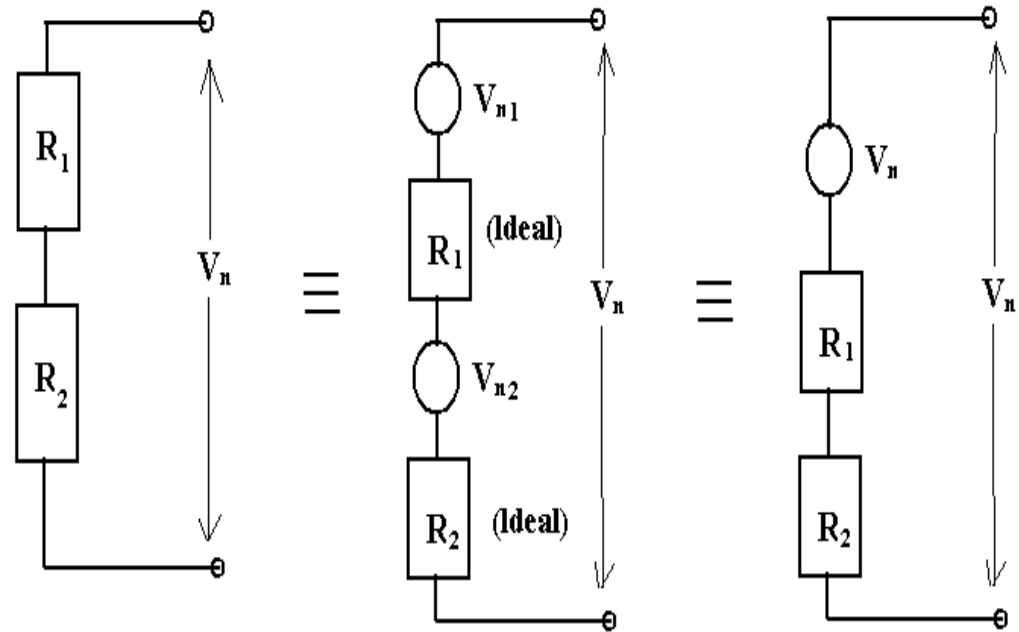 R1
R2
Vn
≡
Vn1
R1
(Ideal)
Vn2
R2
(Ideal)
Vn
≡
Vn
R1
R2
Vn